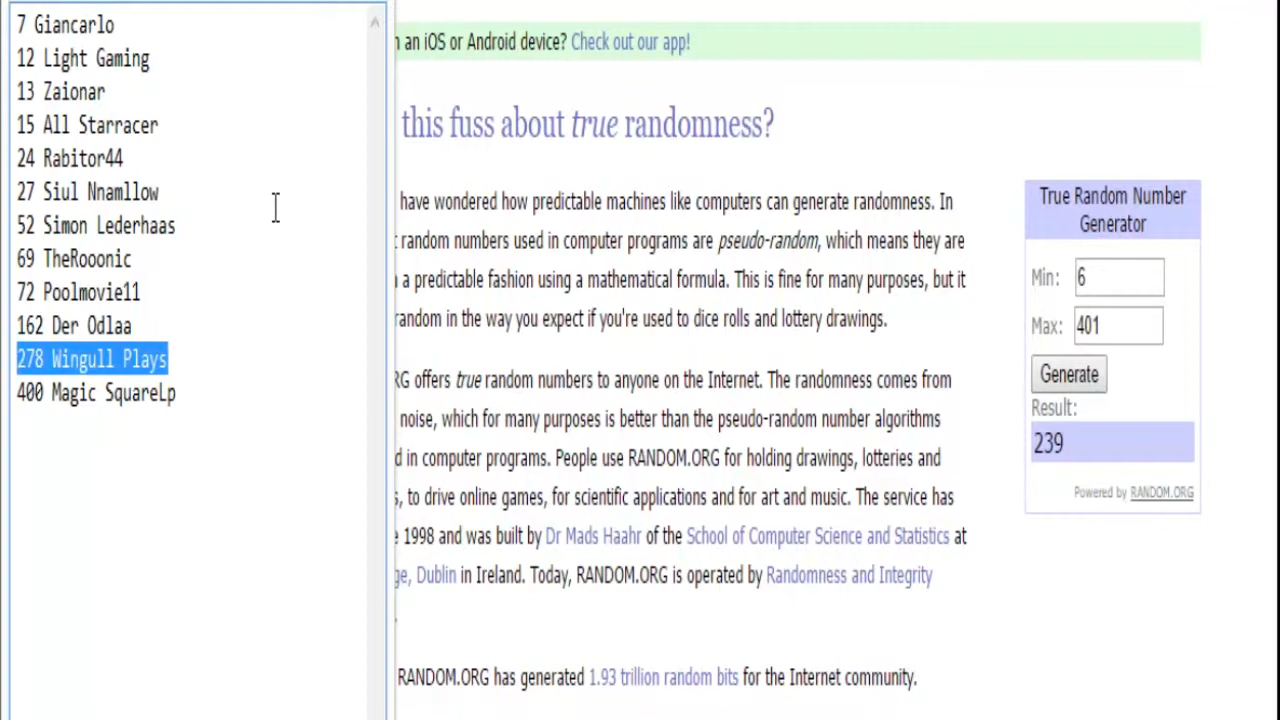 7 Giancarlo
12 Light Gaming
13 Zaionar
15 All Starracer
24 Rabitor44
27 Siul Nnamllow
52 Simon Lederhaas
69 TheRooonic
72 Poolmovie11
162 Der Odlaa
278 Wingull Plays
400 Magic SquareLp
an iOS or Android device? Check out our app!
this fuss about true randomness?
have wondered how predictable machines like computers can generate randomness. In
random numbers used in computer programs are pseudo-random, which means they are
a predictable fashion using a mathematical formula. This is fine for many purposes, but it
random in the way you expect if you're used to dice rolls and lottery drawings.
RG offers true random numbers to anyone on the Internet. The randomness comes from
noise, which for many purposes is better than the pseudo-random number algorithms
d in computer programs. People use RANDOM.ORG for holding drawings, lotteries and
s, to drive online games, for scientific applications and for art and music. The service has
e 1998 and was built by Dr Mads Haahr of the School of Computer Science and Statistics at
ge, Dublin in Ireland. Today, RANDOM.ORG is operated by Randomness and Integrity
.
RANDOM.ORG has generated 1.93 trillion random bits for the Internet community.
True Random Number
Generator
Min: 6
Max: 401
Generate
Result:
239
Powered by RANDOM.ORG